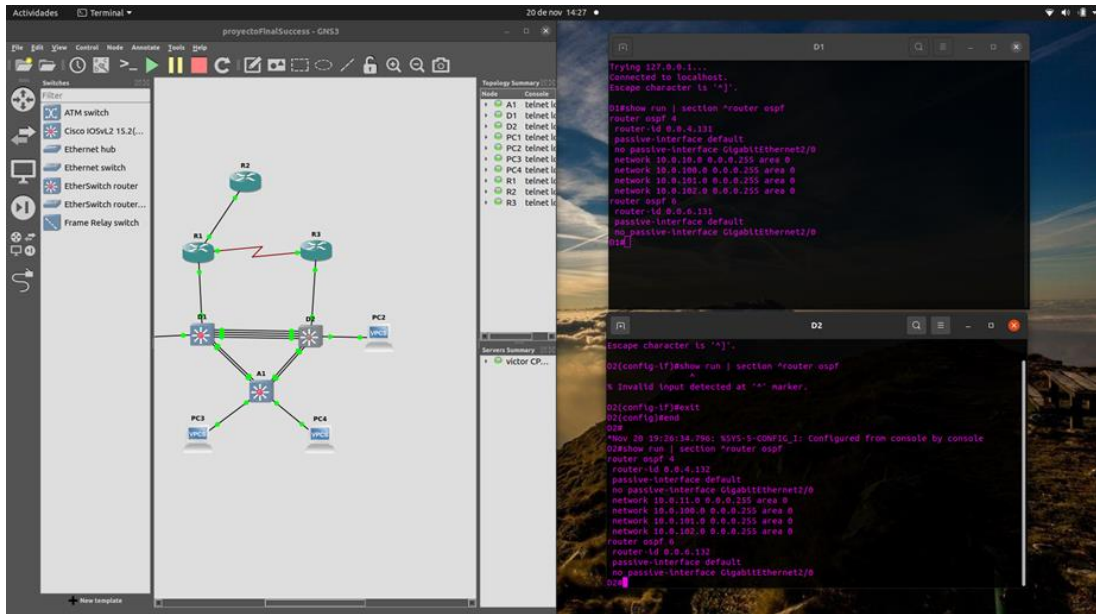 Actividades
Terminal
20 de nov 14:27
proyectoFinalSuccess - GNS3
File Edit View Control Node Annotate Tools Help
Switches
Filter
ATM switch
Cisco IOSvL2 15.2(...
Ethernet hub
Ethernet switch
EtherSwitch router
EtherSwitch router...
Frame Relay switch
New template
R2
R1
R3
D1
D2
PC2
A1
PC3
PC4
Topology Summary
Node Console
A1 telnet lo
D1 telnet lo
D2 telnet lo
PC1 telnet lo
PC2 telnet lo
PC3 telnet lo
PC4 telnet lo
R1 telnet lo
R2 telnet lo
R3 telnet lo
Servers Summary
victor CP...
D1
Trying 127.0.0.1...
Connected to localhost.
Escape character is '^]'.
D1#show run | section ^router ospf
router ospf 4
router-id 0.0.4.131
passive-interface default
no passive-interface GigabitEthernet2/0
network 10.0.10.0 0.0.0.255 area 0
network 10.0.100.0 0.0.0.255 area 0
network 10.0.101.0 0.0.0.255 area 0
network 10.0.102.0 0.0.0.255 area 0
router ospf 6
router-id 0.0.6.131
passive-interface default
no passive-interface GigabitEthernet2/0
D1#
D2
Escape character is '^]'.
D2(config-if)#show run | section ^router ospf
^
% Invalid input detected at '^' marker.
D2(config-if)#exit
D2(config)#end
D2#
*Nov 20 19:26:34.796: %SYS-5-CONFIG_I: Configured from console by console
D2#show run | section ^router ospf
router ospf 4
router-id 0.0.4.132
passive-interface default
no passive-interface GigabitEthernet2/0
network 10.0.11.0 0.0.0.255 area 0
network 10.0.100.0 0.0.0.255 area 0
network 10.0.101.0 0.0.0.255 area 0
network 10.0.102.0 0.0.0.255 area 0
router ospf 6
router-id 0.0.6.132
passive-interface default
no passive-interface GigabitEthernet2/0
D2#